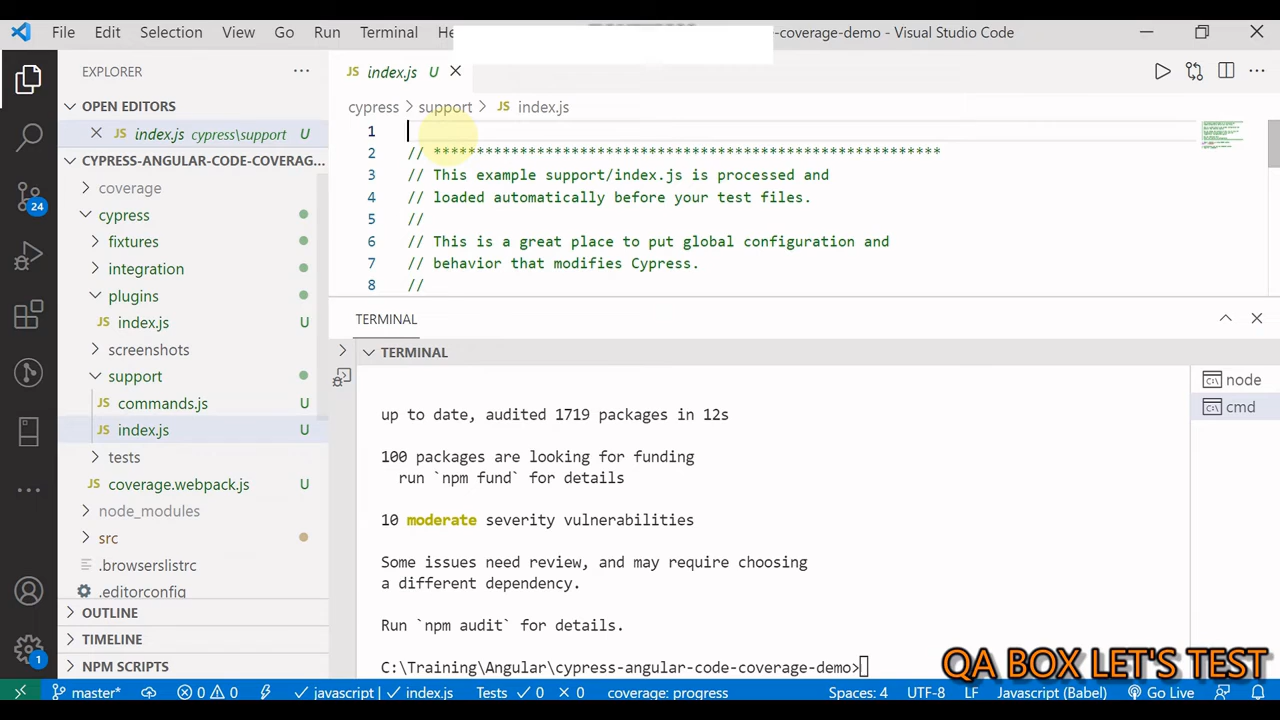 File Edit Selection View Go Run Terminal He -coverage-demo - Visual Studio Code
EXPLORER
OPEN EDITORS
index.js cypress\support U
CYPRESS-ANGULAR-CODE-COVERAG...
coverage
cypress
fixtures
integration
plugins
JS index.js U
screenshots
support
JS commands.js U
JS index.js U
tests
JS coverage.webpack.js U
node_modules
src
.browserslistrc
.editorconfig
OUTLINE
TIMELINE
NPM SCRIPTS
24
1
JS index.js U
cypress > support > JS index.js
1
2 // ************************************************************
3 // This example support/index.js is processed and
4 // loaded automatically before your test files.
5 //
6 // This is a great place to put global configuration and
7 // behavior that modifies Cypress.
8 //
TERMINAL
TERMINAL
up to date, audited 1719 packages in 12s
100 packages are looking for funding
run `npm fund` for details
10 moderate severity vulnerabilities
Some issues need review, and may require choosing
a different dependency.
Run `npm audit` for details.
C:\Training\Angular\cypress-angular-code-coverage-demo>
node
cmd
QA BOX LET'S TEST
master* 0 0 javascript | index.js Tests 0 0 coverage: progress Spaces: 4 UTF-8 LF Javascript (Babel) Go Live